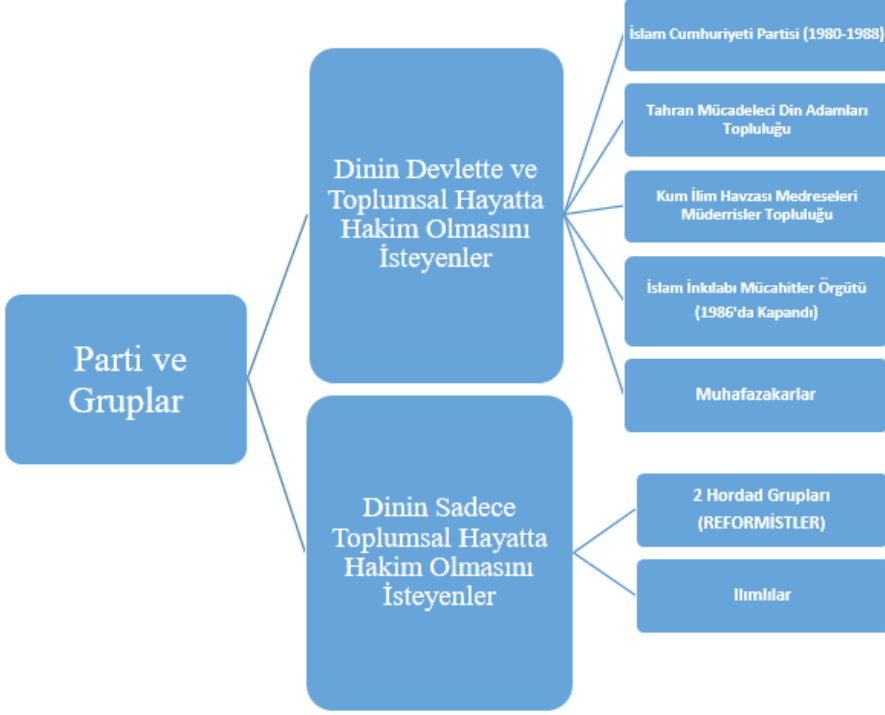 Parti ve
Gruplar
Dinin Devlette ve
Toplumsal Hayatta
Hakim Olmasını
İsteyenler
İslam Cumhuriyeti Partisi (1980-1988)
Tahran Mücadeleci Din Adamları
Topluluğu
Kum İlim Havzası Medreseleri
Müderrisler Topluluğu
İslam İnkılabı Mücahitler Örgütü
(1986'da Kapandı)
Muhafazakarlar
Dinin Sadece
Toplumsal Hayatta
Hakim Olmasını
İsteyenler
2 Hordad Grupları
(REFORMİSTLER)
Ilımlılar